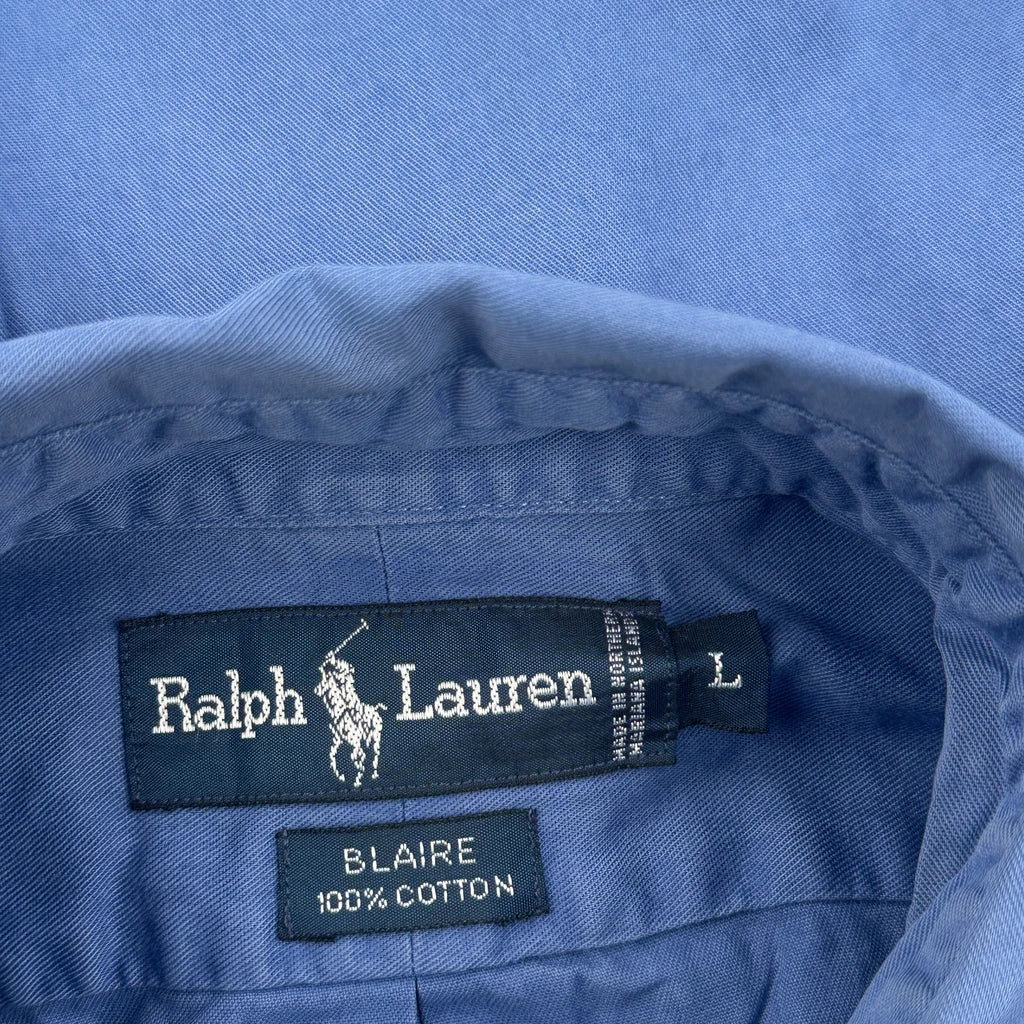 Ralph Lauren
MADE IN NORTHERN
MARIANA ISLANDS
L
BLAIRE
100% COTTON